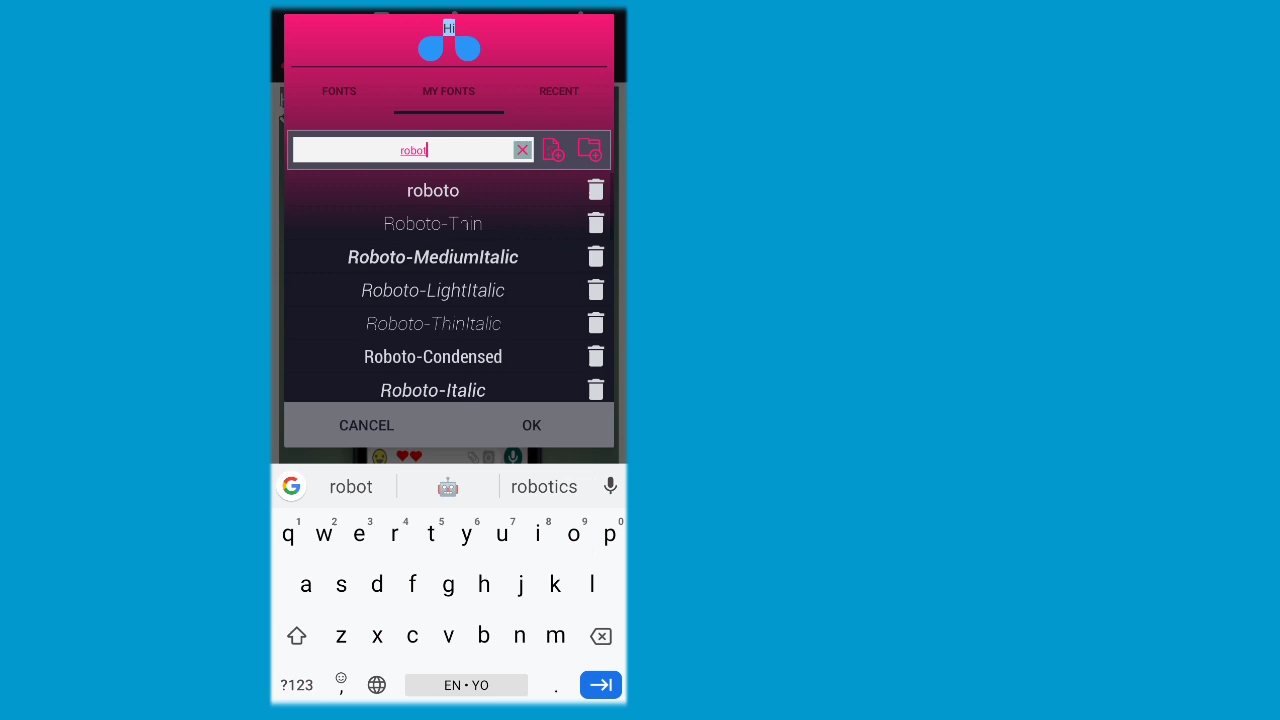 Hi
FONTS MY FONTS RECENT
robot
roboto
Roboto-Thin
Roboto-MediumItalic
Roboto-LightItalic
Roboto-ThinItalic
Roboto-Condensed
Roboto-Italic
CANCEL OK
robot 🤖 robotics
1 2 3 4 5 6 7 8 9 0
q w e r t y u i o p
a s d f g h j k l
z x c v b n m
?123 , EN • YO .